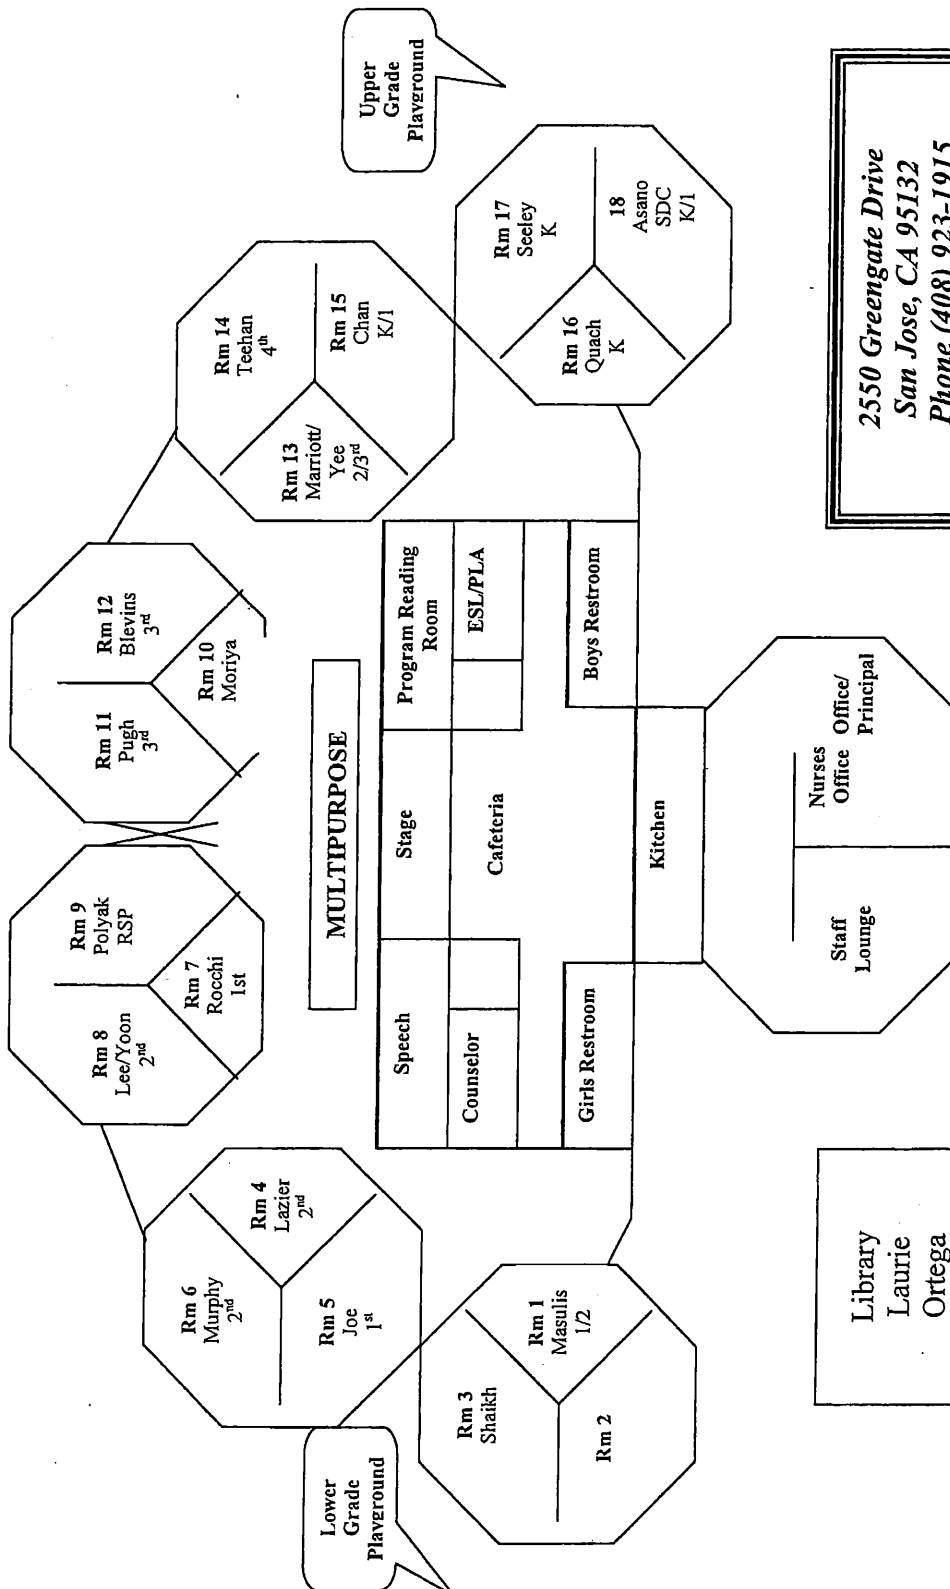 Upper
Grade
Playground
Lower
Grade
Playground
Rm 8
Lee/Yoon
2nd
Rm 9
Polyak
RSP
Rm 7
Rocchi
1st
Rm 11
Pugh
3rd
Rm 12
Blevins
3rd
Rm 10
Moriya
Rm 6
Murphy
2nd
Rm 4
Lazier
2nd
Rm 5
Joe
1st
Rm 14
Teehan
4th
Rm 13
Marriott/
Yee
2/3rd
Rm 15
Chan
K/1
MULTIPURPOSE
Speech
Stage
Program Reading
Room
Counselor
Cafeteria
ESL/PLA
Girls Restroom
Boys Restroom
Kitchen
Rm 3
Shaikh
Rm 1
Masulis
1/2
Rm 2
Rm 17
Seeley
K
Rm 16
Quach
K
18
Asano
SDC
K/1
Staff
Lounge
Nurses
Office
Office/
Principal
Library
Laurie
Ortega
2550 Greengate Drive
San Jose, CA 95132
Phone (408) 923-1915